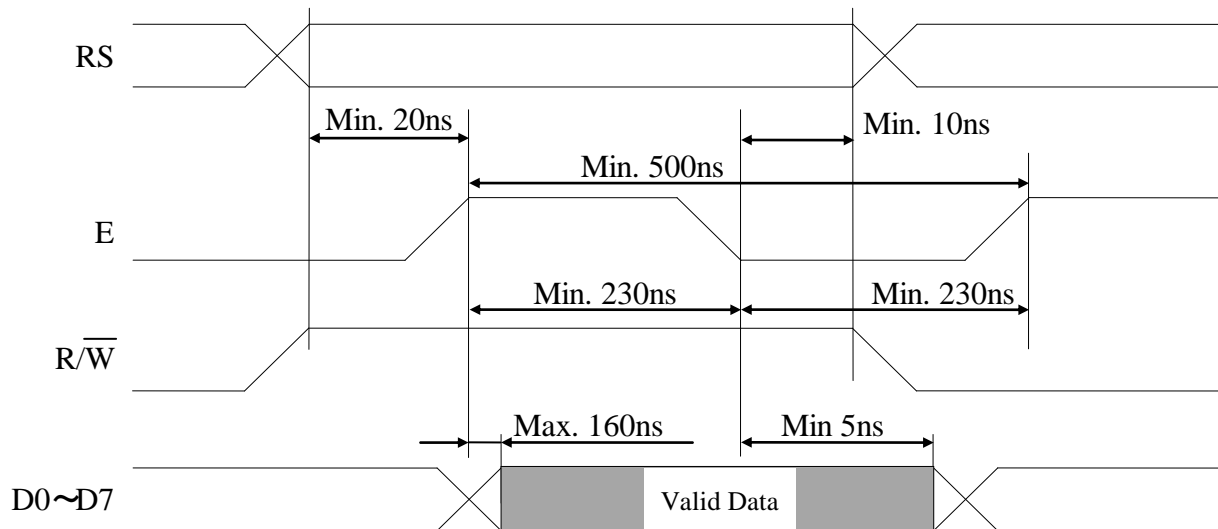 RS
Min. 20ns
Min. 10ns
Min. 500ns
E
Min. 230ns
Min. 230ns
R/W̅
Max. 160ns
Min 5ns
D0～D7
Valid Data